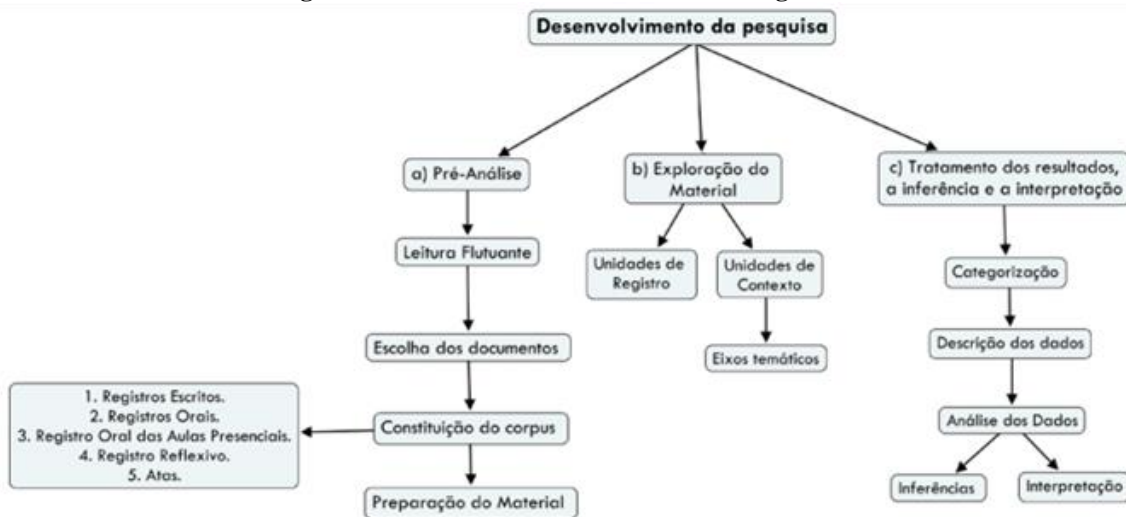 Desenvolvimento da pesquisa
a) Pré-Análise
Leitura Flutuante
Escolha dos documentos
Constituição do corpus
1. Registros Escritos.
2. Registros Orais.
3. Registro Oral das Aulas Presenciais.
4. Registro Reflexivo.
5. Atas.
Preparação do Material
b) Exploração do
Material
Unidades de
Registro
Unidades de
Contexto
Eixos temáticos
c) Tratamento dos resultados,
a inferência e a interpretação
Categorização
Descrição dos dados
Análise dos Dados
Inferências
Interpretação